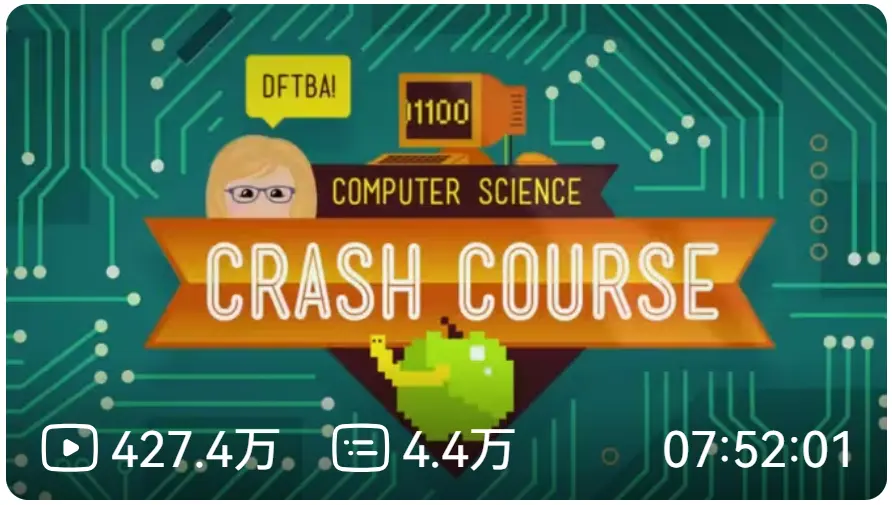 DFTBA!
01100
COMPUTER SCIENCE
CRASH COURSE
427.4万 4.4万 07:52:01